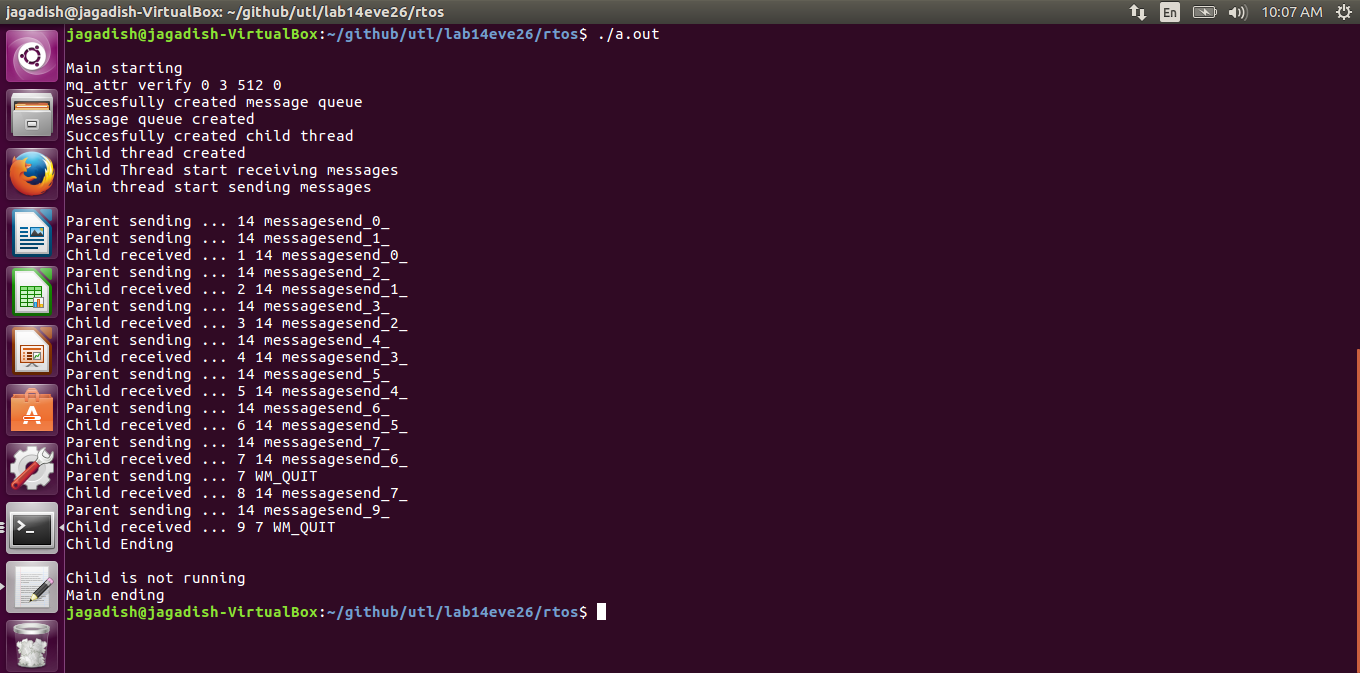 jagadish@jagadish-VirtualBox: ~/github/utl/lab14eve26/rtos
En
10:07 AM
jagadish@jagadish-VirtualBox:~/github/utl/lab14eve26/rtos$ ./a.out
Main starting
mq_attr verify 0 3 512 0
Succesfully created message queue
Message queue created
Succesfully created child thread
Child thread created
Child Thread start receiving messages
Main thread start sending messages
Parent sending ... 14 messagesend_0_
Parent sending ... 14 messagesend_1_
Child received ... 1 14 messagesend_0_
Parent sending ... 14 messagesend_2_
Child received ... 2 14 messagesend_1_
Parent sending ... 14 messagesend_3_
Child received ... 3 14 messagesend_2_
Parent sending ... 14 messagesend_4_
Child received ... 4 14 messagesend_3_
Parent sending ... 14 messagesend_5_
Child received ... 5 14 messagesend_4_
Parent sending ... 14 messagesend_6_
Child received ... 6 14 messagesend_5_
Parent sending ... 14 messagesend_7_
Child received ... 7 14 messagesend_6_
Parent sending ... 7 WM_QUIT
Child received ... 8 14 messagesend_7_
Parent sending ... 14 messagesend_9_
Child received ... 9 7 WM_QUIT
Child Ending
Child is not running
Main ending
jagadish@jagadish-VirtualBox:~/github/utl/lab14eve26/rtos$